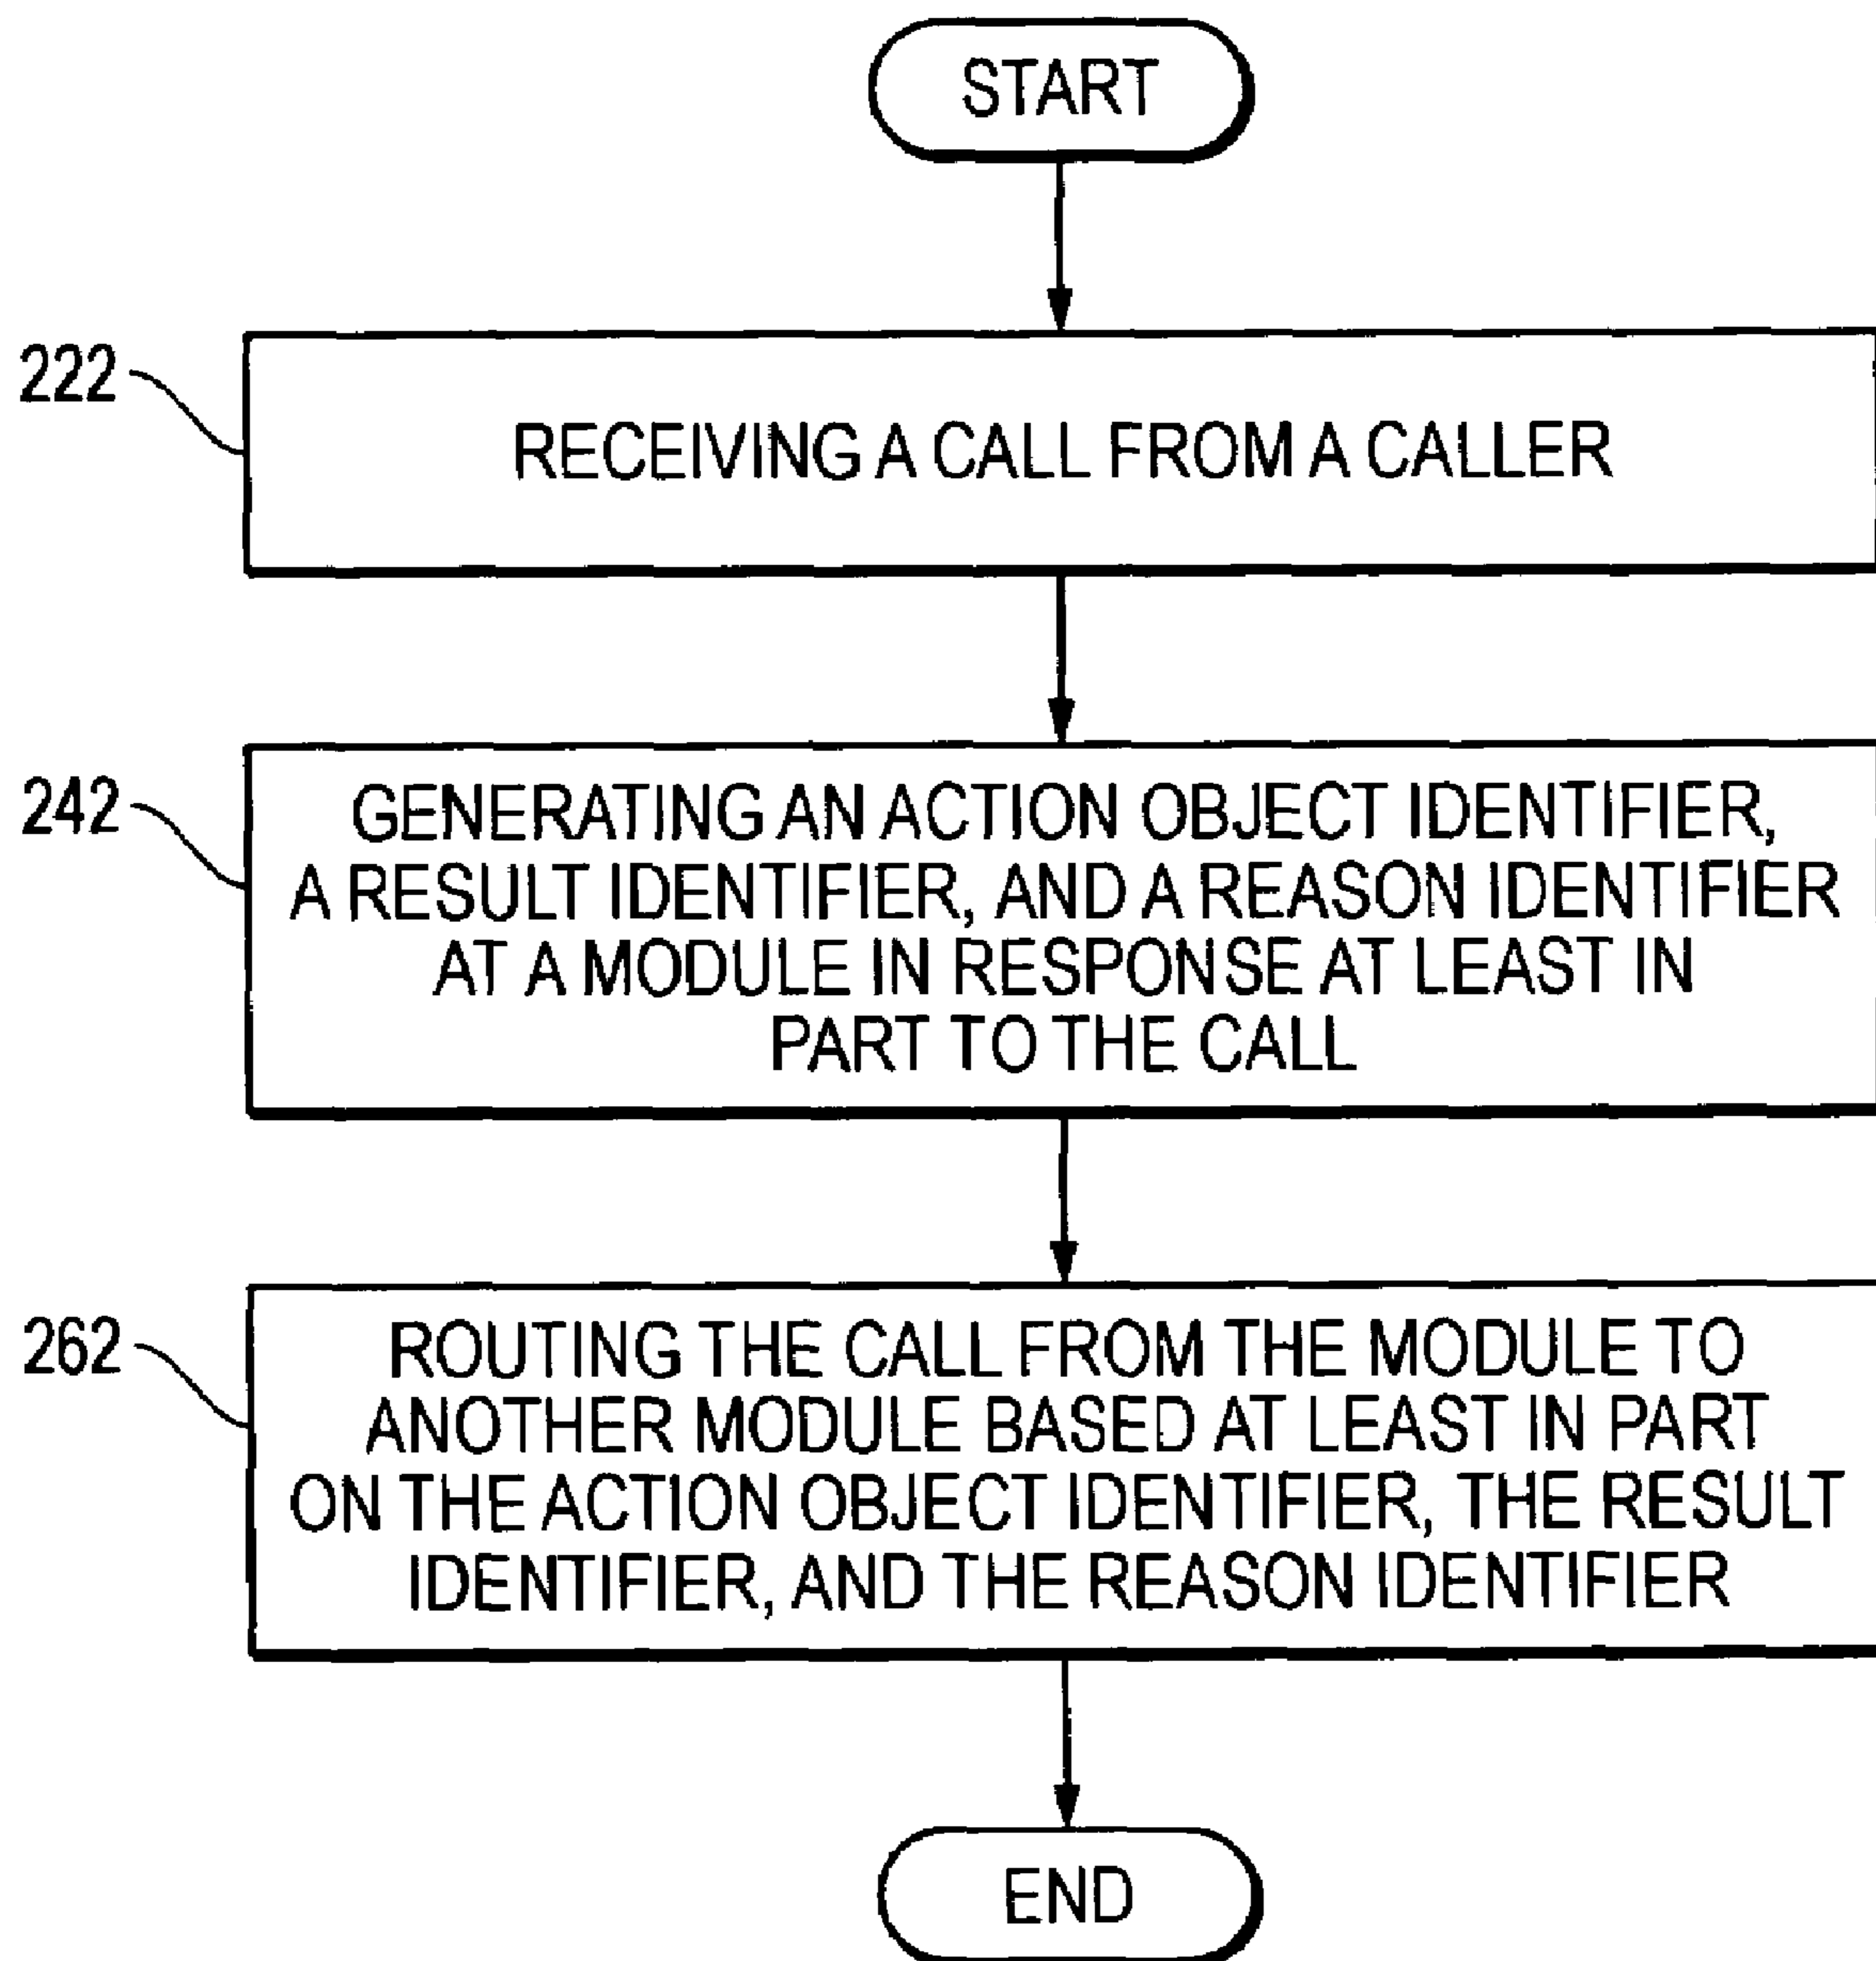 START
222
RECEIVING A CALL FROM A CALLER
242
GENERATING AN ACTION OBJECT IDENTIFIER,
A RESULT IDENTIFIER, AND A REASON IDENTIFIER
AT A MODULE IN RESPONSE AT LEAST IN
PART TO THE CALL
262
ROUTING THE CALL FROM THE MODULE TO
ANOTHER MODULE BASED AT LEAST IN PART
ON THE ACTION OBJECT IDENTIFIER, THE RESULT
IDENTIFIER, AND THE REASON IDENTIFIER
END